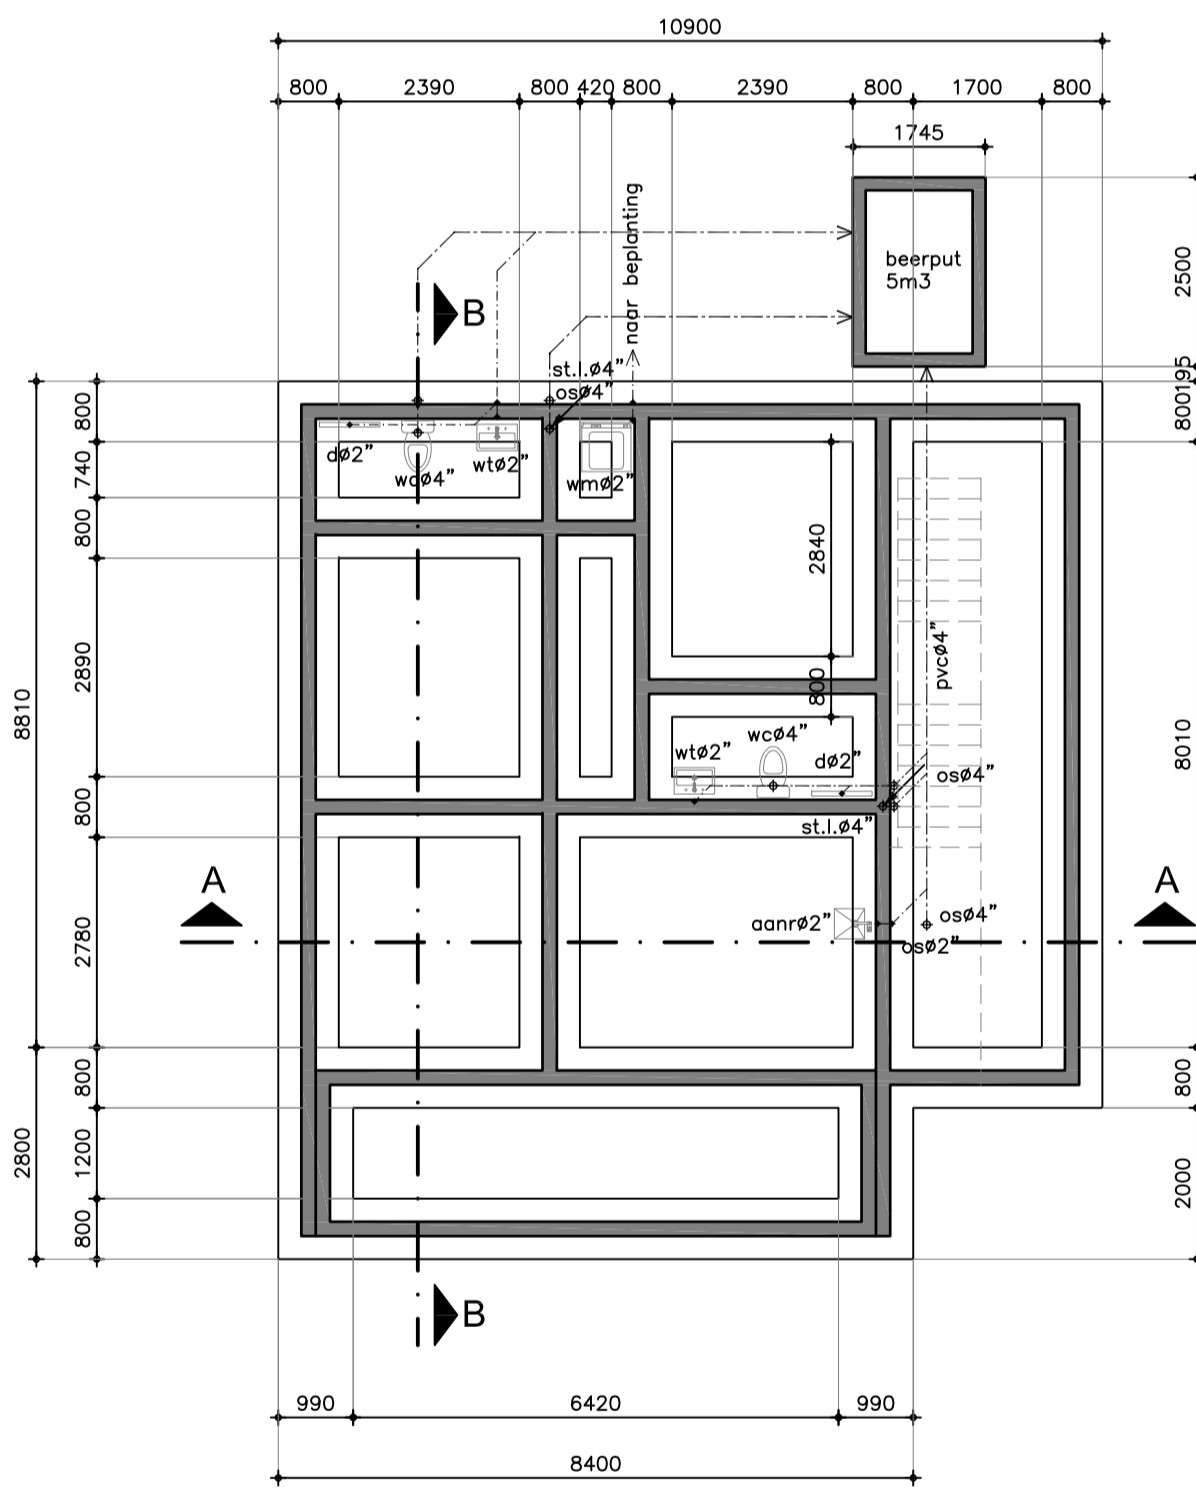 10900
800 2390 800 420 800 2390 800 1700 800
1745
naar beplanting
beerput
5m3
2500
195
800
B
st.l.ø4"
osø4"
800
dø2"
wcø4"
wtø2"
wmø2"
740
800
2840
2890
800
pvcø4"
8810
8010
wtø2"
wcø4"
dø2"
osø4"
800
st.l.ø4"
A
A
2780
aanrø2"
osø4"
osø2"
800
800
2800
1200
2000
800
B
990 6420 990
8400